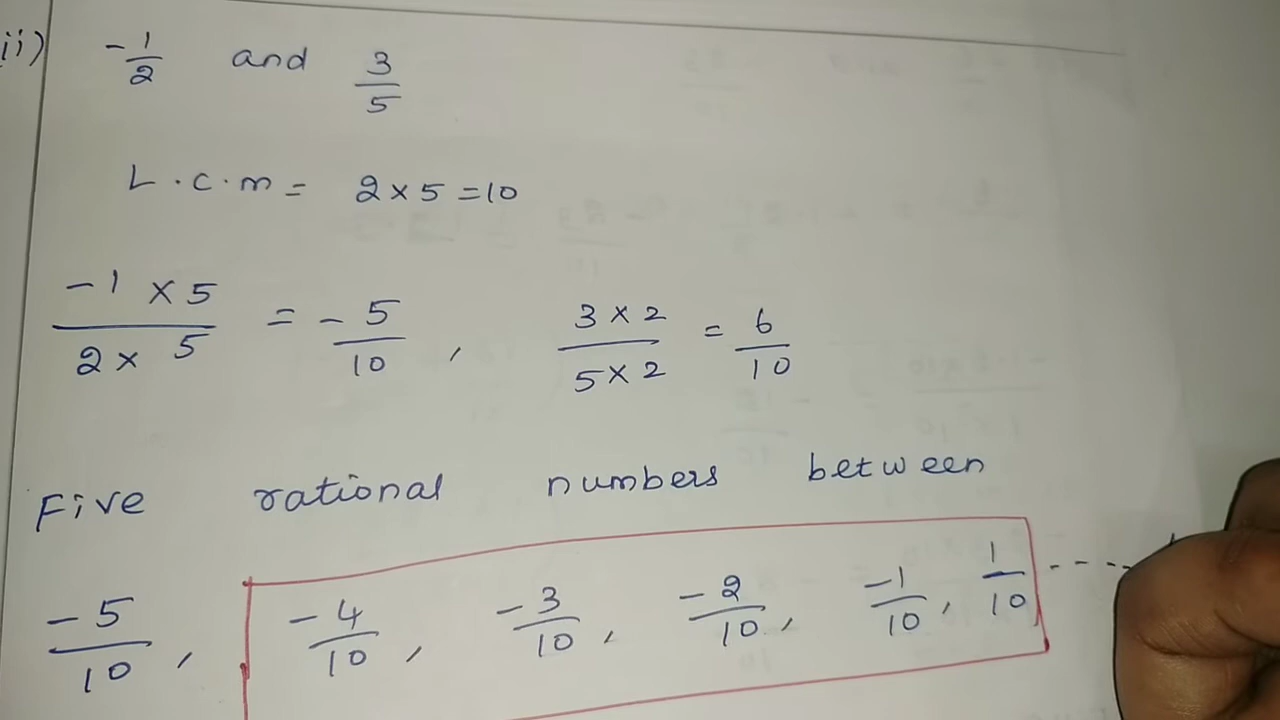 ii) -1/2 and 3/5
L.C.m = 2 × 5 = 10
-1 × 5 / 2 × 5 = -5/10 , 3 × 2 / 5 × 2 = 6/10
Five rational numbers between
-5/10 , -4/10 , -3/10 , -2/10 , -1/10 , 1/10 ----